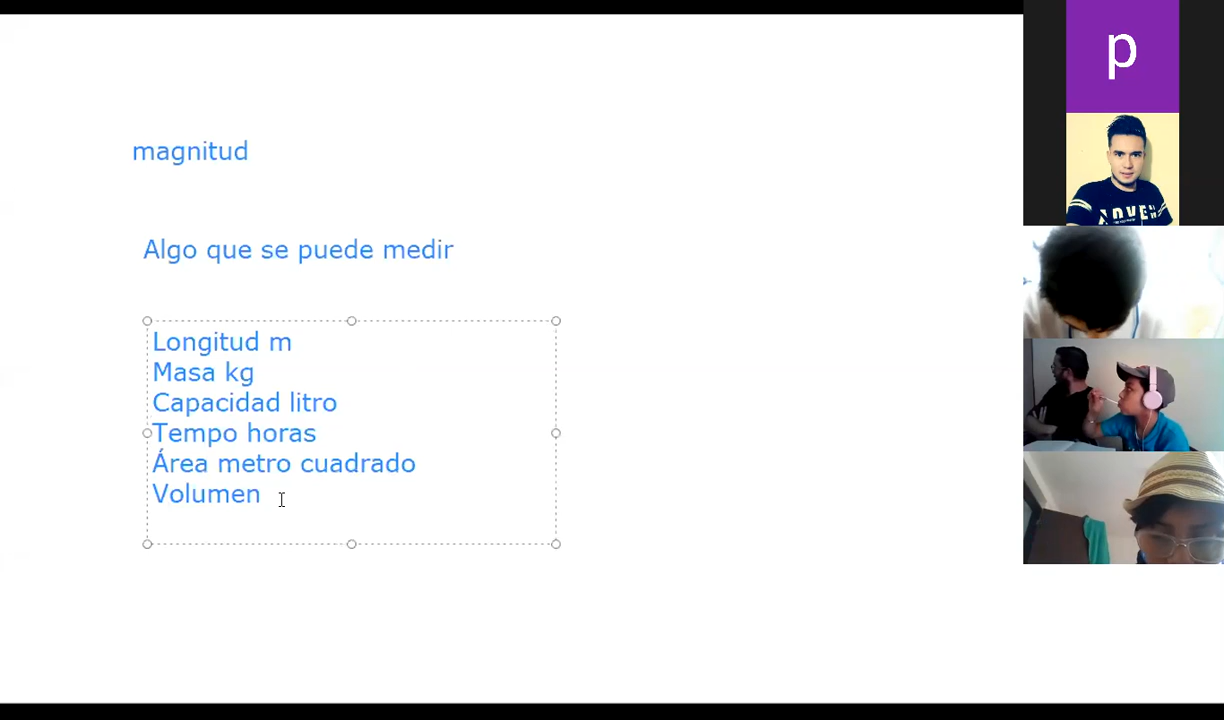 magnitud
Algo que se puede medir
Longitud m
Masa kg
Capacidad litro
Tempo horas
Área metro cuadrado
Volumen
p